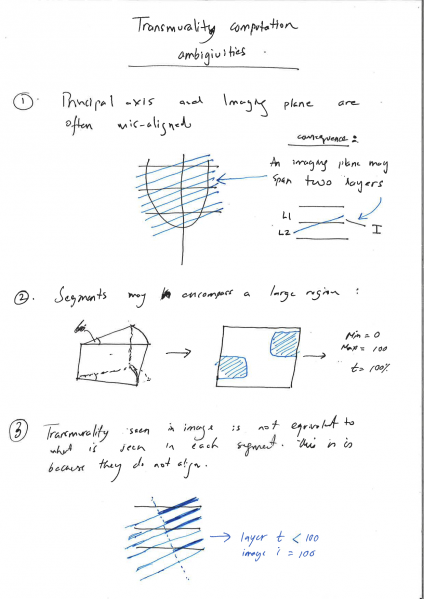 Transmurality computation
ambiguities.
① Principal axis and Imaging plane are
often mis-aligned
consequence:
An imaging plane may
span two layers
L1
L2
I
②. Segments may encompass a large region:
Min = 0
Max = 100
t = 100%
③ Transmurality seen in image is not equivalent to
what is seen in each segment. This is
because they do not align.
layer t < 100
image i = 100